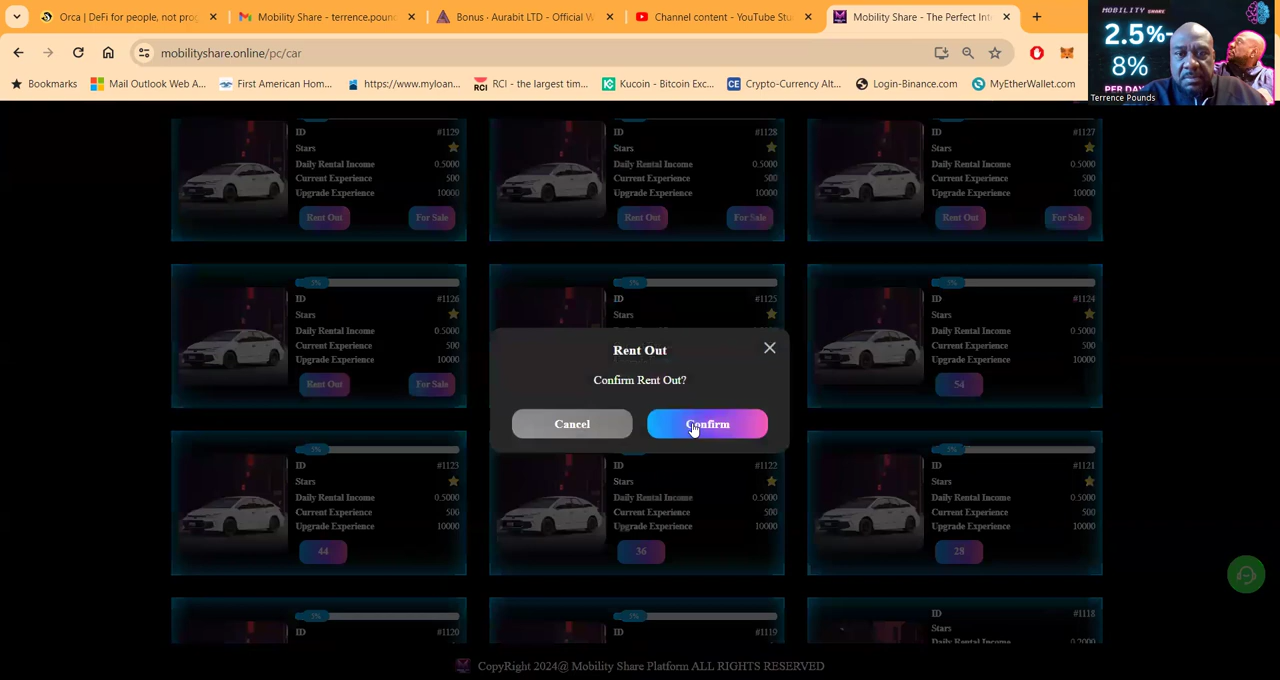 Orca | DeFi for people, not prog
Mobility Share - terrence.pound
Bonus · Aurabit LTD - Official W
Channel content - YouTube Stu
Mobility Share - The Perfect Int
mobilityshare.online/pc/car
Bookmarks
Mail Outlook Web A...
First American Hom...
https://www.myloan...
RCI - the largest tim...
Kucoin - Bitcoin Exc...
Crypto-Currency Alt...
Login-Binance.com
MyEtherWallet.com
MOBILITY SHARE
2.5%-
8%
PER DAY
Terrence Pounds
ID #1129
Stars
Daily Rental Income 0.5000
Current Experience 500
Upgrade Experience 10000
Rent Out For Sale
ID #1128
Stars
Daily Rental Income 0.5000
Current Experience 500
Upgrade Experience 10000
Rent Out For Sale
ID #1127
Stars
Daily Rental Income 0.5000
Current Experience 500
Upgrade Experience 10000
Rent Out For Sale
5%
ID #1126
Stars
Daily Rental Income 0.5000
Current Experience 500
Upgrade Experience 10000
Rent Out For Sale
5%
ID #1125
Stars
5%
ID #1124
Stars
Daily Rental Income 0.5000
Current Experience 500
Upgrade Experience 10000
54
Rent Out
Confirm Rent Out?
Cancel Confirm
5%
ID #1123
Stars
Daily Rental Income 0.5000
Current Experience 500
Upgrade Experience 10000
44
ID #1122
Stars
Daily Rental Income 0.5000
Current Experience 500
Upgrade Experience 10000
36
5%
ID #1121
Stars
Daily Rental Income 0.5000
Current Experience 500
Upgrade Experience 10000
28
5%
ID #1120
5%
ID #1119
ID #1118
Stars
Daily Rental Income 0.2000
CopyRight 2024@ Mobility Share Platform ALL RIGHTS RESERVED